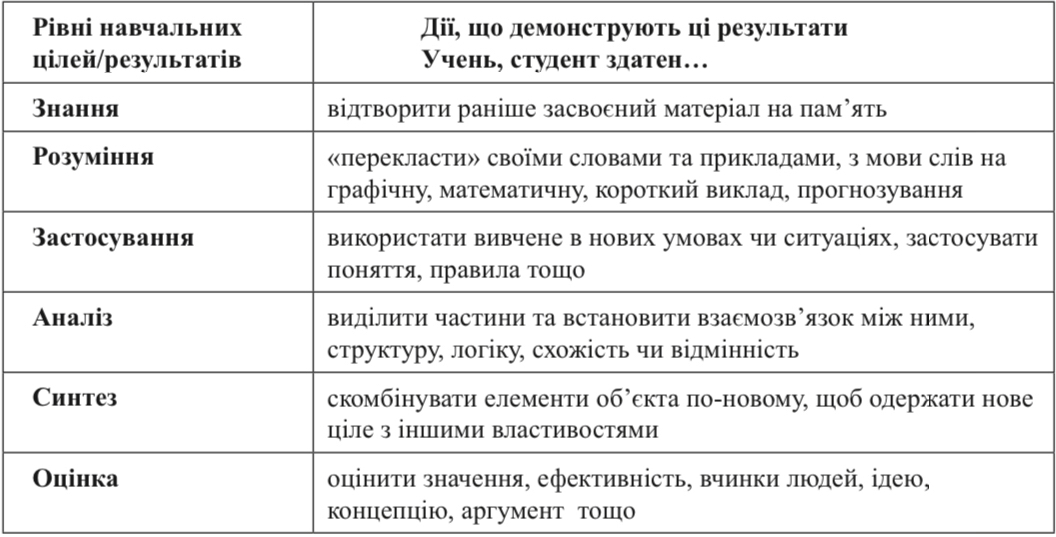 Рівні навчальних
цілей/результатів
Дії, що демонструють ці результати
Учень, студент здатен…
Знання
відтворити раніше засвоєний матеріал на пам’ять
Розуміння
«перекласти» своїми словами та прикладами, з мови слів на
графічну, математичну, короткий виклад, прогнозування
Застосування
використати вивчене в нових умовах чи ситуаціях, застосувати
поняття, правила тощо
Аналіз
виділити частини та встановити взаємозв’язок між ними,
структуру, логіку, схожість чи відмінність
Синтез
скомбінувати елементи об’єкта по-новому, щоб одержати нове
ціле з іншими властивостями
Оцінка
оцінити значення, ефективність, вчинки людей, ідею,
концепцію, аргумент тощо